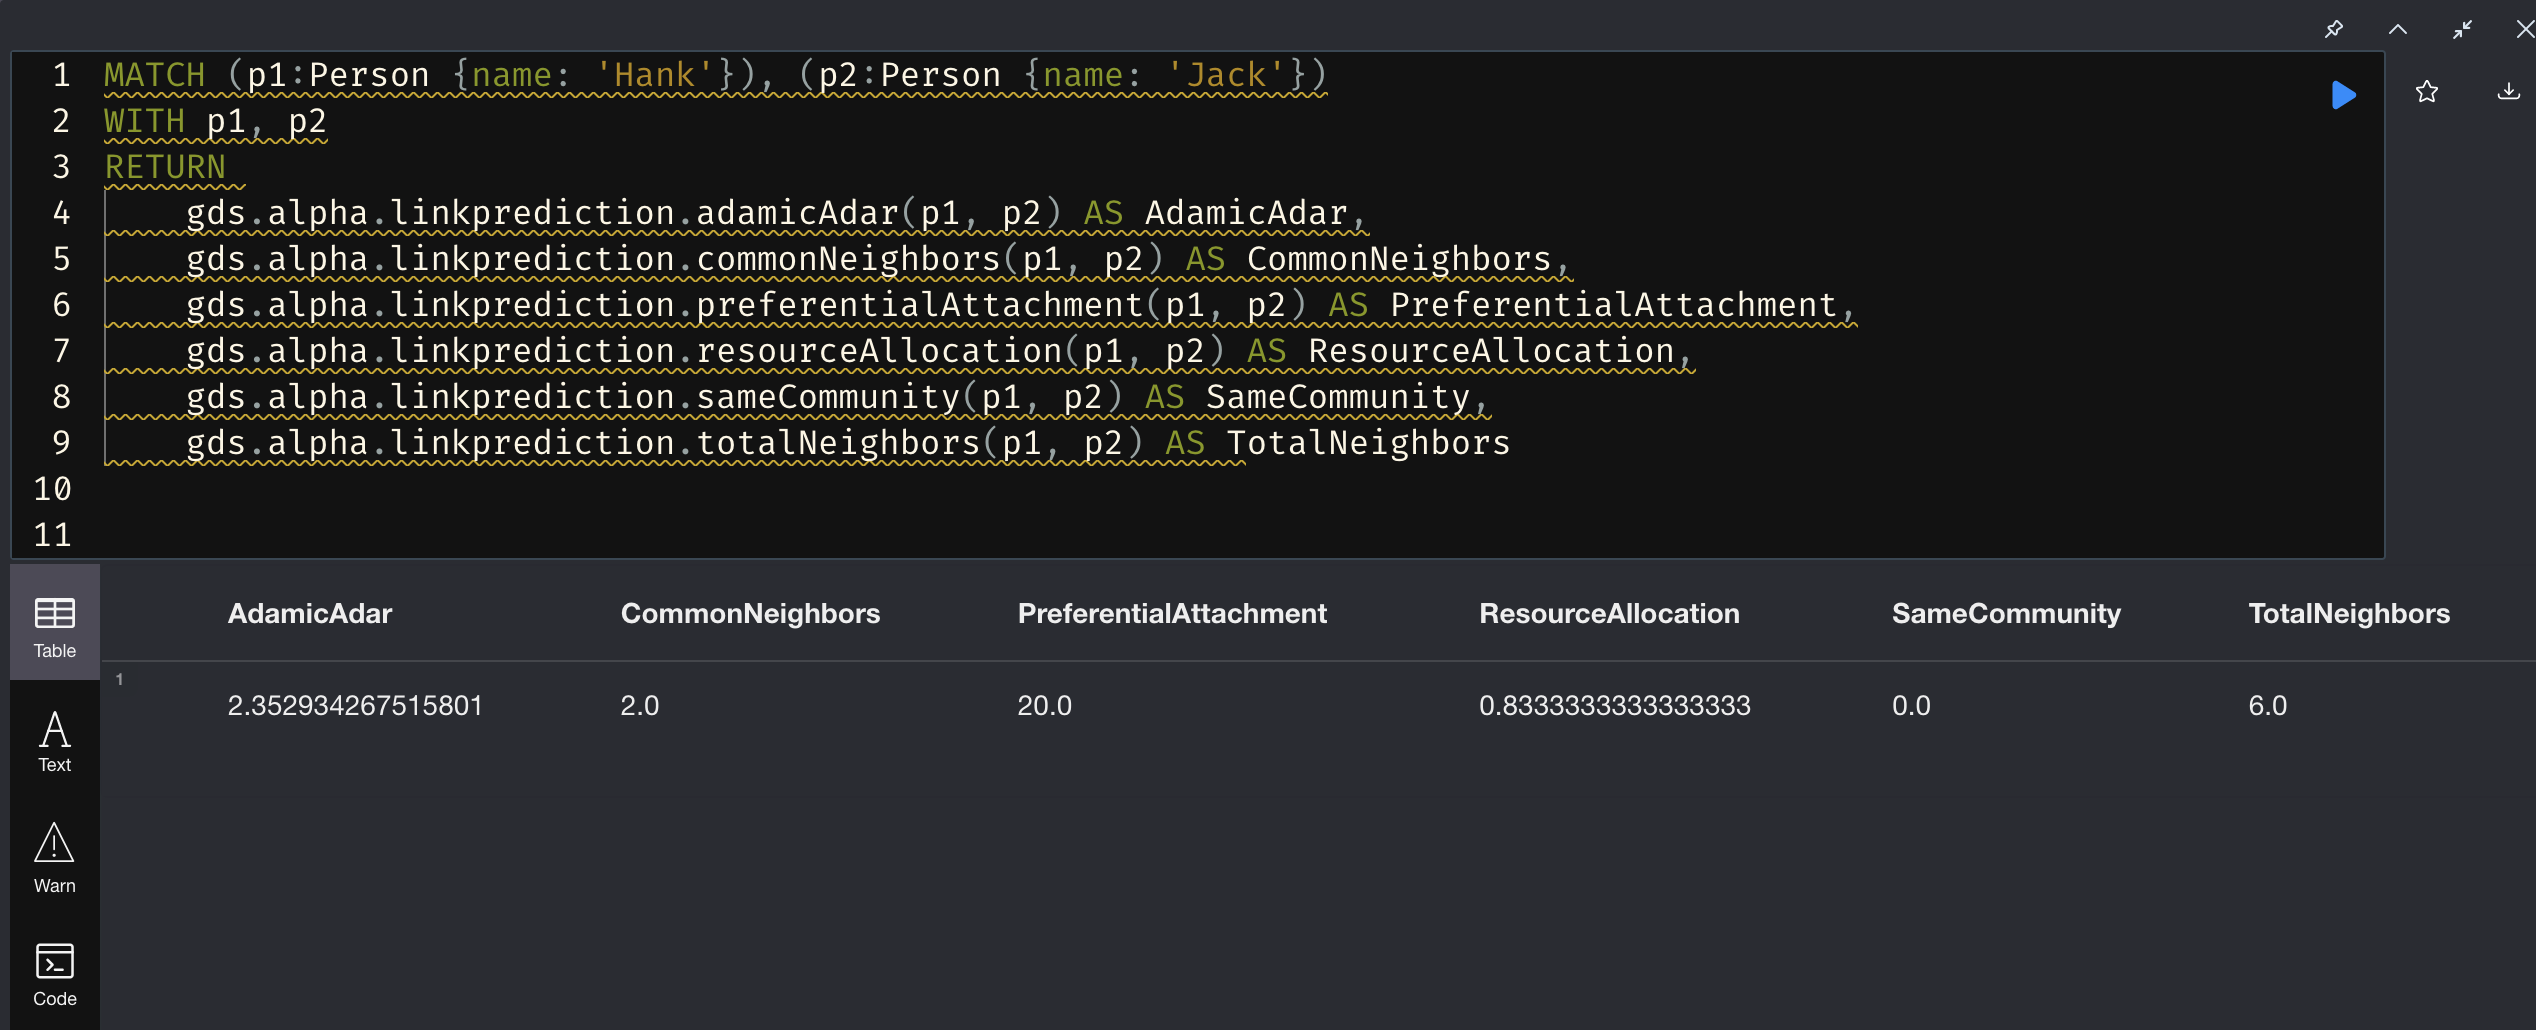 1 MATCH (p1:Person {name: 'Hank'}), (p2:Person {name: 'Jack'})
2 WITH p1, p2
3 RETURN
4     gds.alpha.linkprediction.adamicAdar(p1, p2) AS AdamicAdar,
5     gds.alpha.linkprediction.commonNeighbors(p1, p2) AS CommonNeighbors,
6     gds.alpha.linkprediction.preferentialAttachment(p1, p2) AS PreferentialAttachment,
7     gds.alpha.linkprediction.resourceAllocation(p1, p2) AS ResourceAllocation,
8     gds.alpha.linkprediction.sameCommunity(p1, p2) AS SameCommunity,
9     gds.alpha.linkprediction.totalNeighbors(p1, p2) AS TotalNeighbors
10
11
Table
Text
Warn
Code
AdamicAdar CommonNeighbors PreferentialAttachment ResourceAllocation SameCommunity TotalNeighbors
1
2.352934267515801 2.0 20.0 0.8333333333333333 0.0 6.0